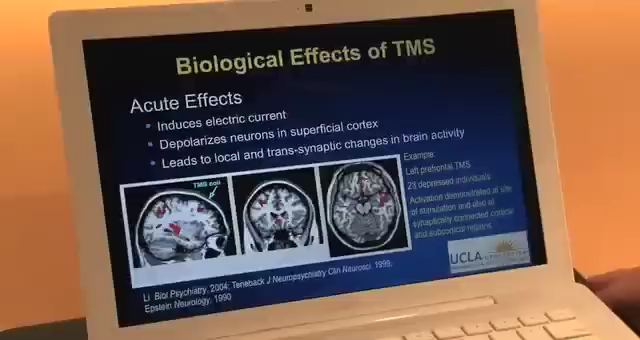 Biological Effects of TMS
Acute Effects
• Induces electric current
• Depolarizes neurons in superficial cortex
• Leads to local and trans-synaptic changes in brain activity
TMS coil
Example:
Left prefrontal TMS
depressed individuals
Activation demonstrated at site
of stimulation and also at
synaptically connected cortical
and subcortical regions
UCLA
Li Biol Psychiatry, 2004; Teneback J Neuropsychiatry Clin Neurosci. 1999,
Epstein Neurology, 1990